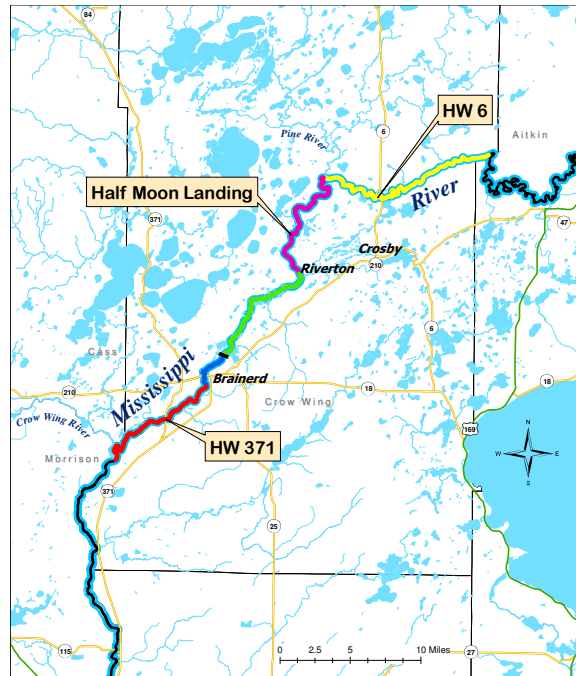 84
HW 6
6
Aitkin
Pine River
River
Half Moon Landing
371
47
Crosby
210
Riverton
6
Cass
Mississippi
210
Brainerd
18
18
Crow Wing
Crow Wing River
169
N
W E
S
HW 371
Morrison
371
25
0 2.5 5 10 Miles
115
27